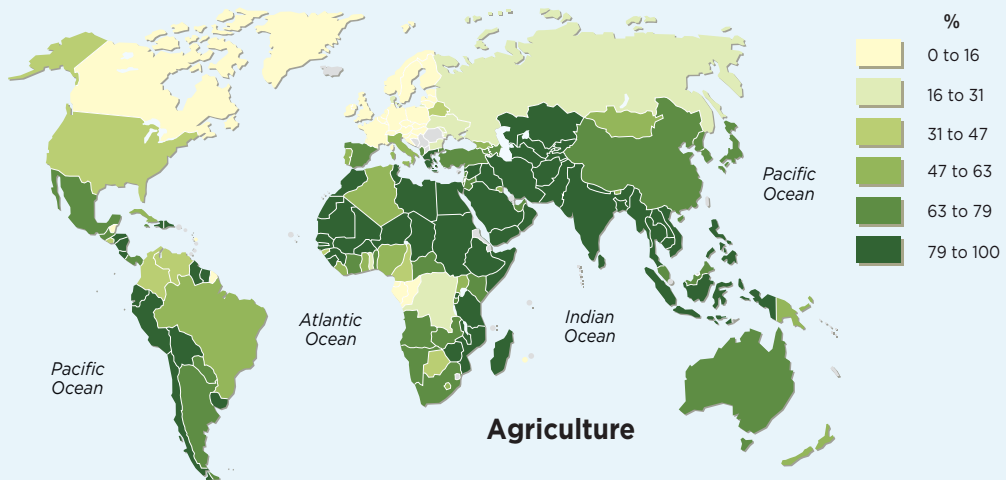 %
0 to 16
16 to 31
31 to 47
47 to 63
63 to 79
79 to 100
Pacific
Ocean
Atlantic
Ocean
Indian
Ocean
Pacific
Ocean
Agriculture